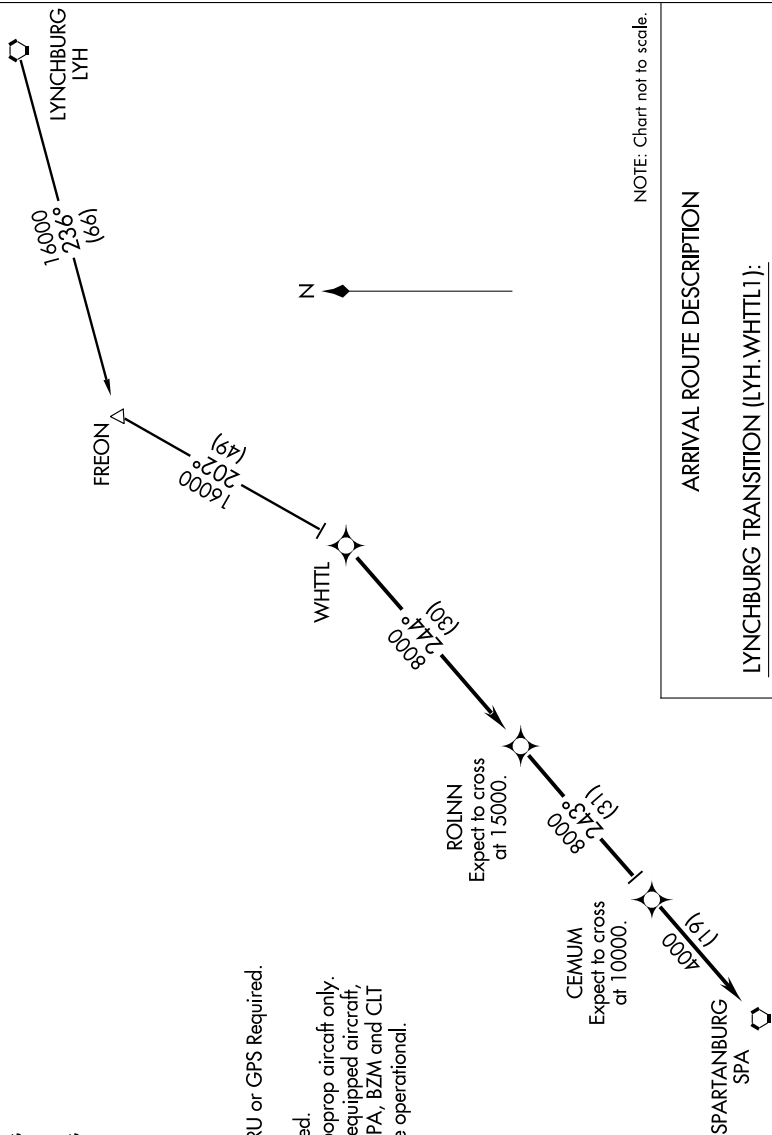 LYNCHBURG
LYH
16000
236°
(66)
FREON
16000
202°
(49)
N
WHTTL
8000
244°
(30)
ROLNN
Expect to cross
at 15000.
8000
243°
(31)
CEMUM
Expect to cross
at 10000.
4000
(19)
SPARTANBURG
SPA
RU or GPS Required.
ed.
oprop aircaft only.
equipped aircraft,
PA, BZM and CLT
e operational.
NOTE: Chart not to scale.
ARRIVAL ROUTE DESCRIPTION
LYNCHBURG TRANSITION (LYH.WHTTL1):